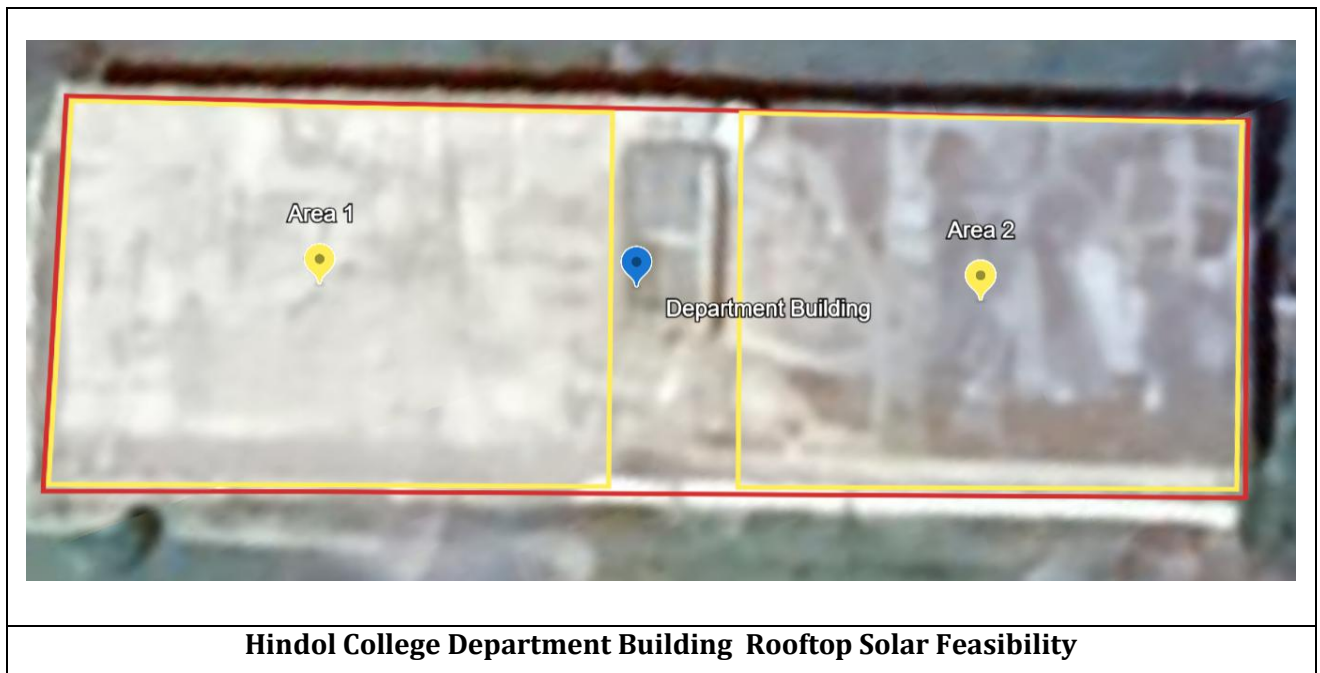 Area 1
Area 2
Department Building
Hindol College Department Building Rooftop Solar Feasibility